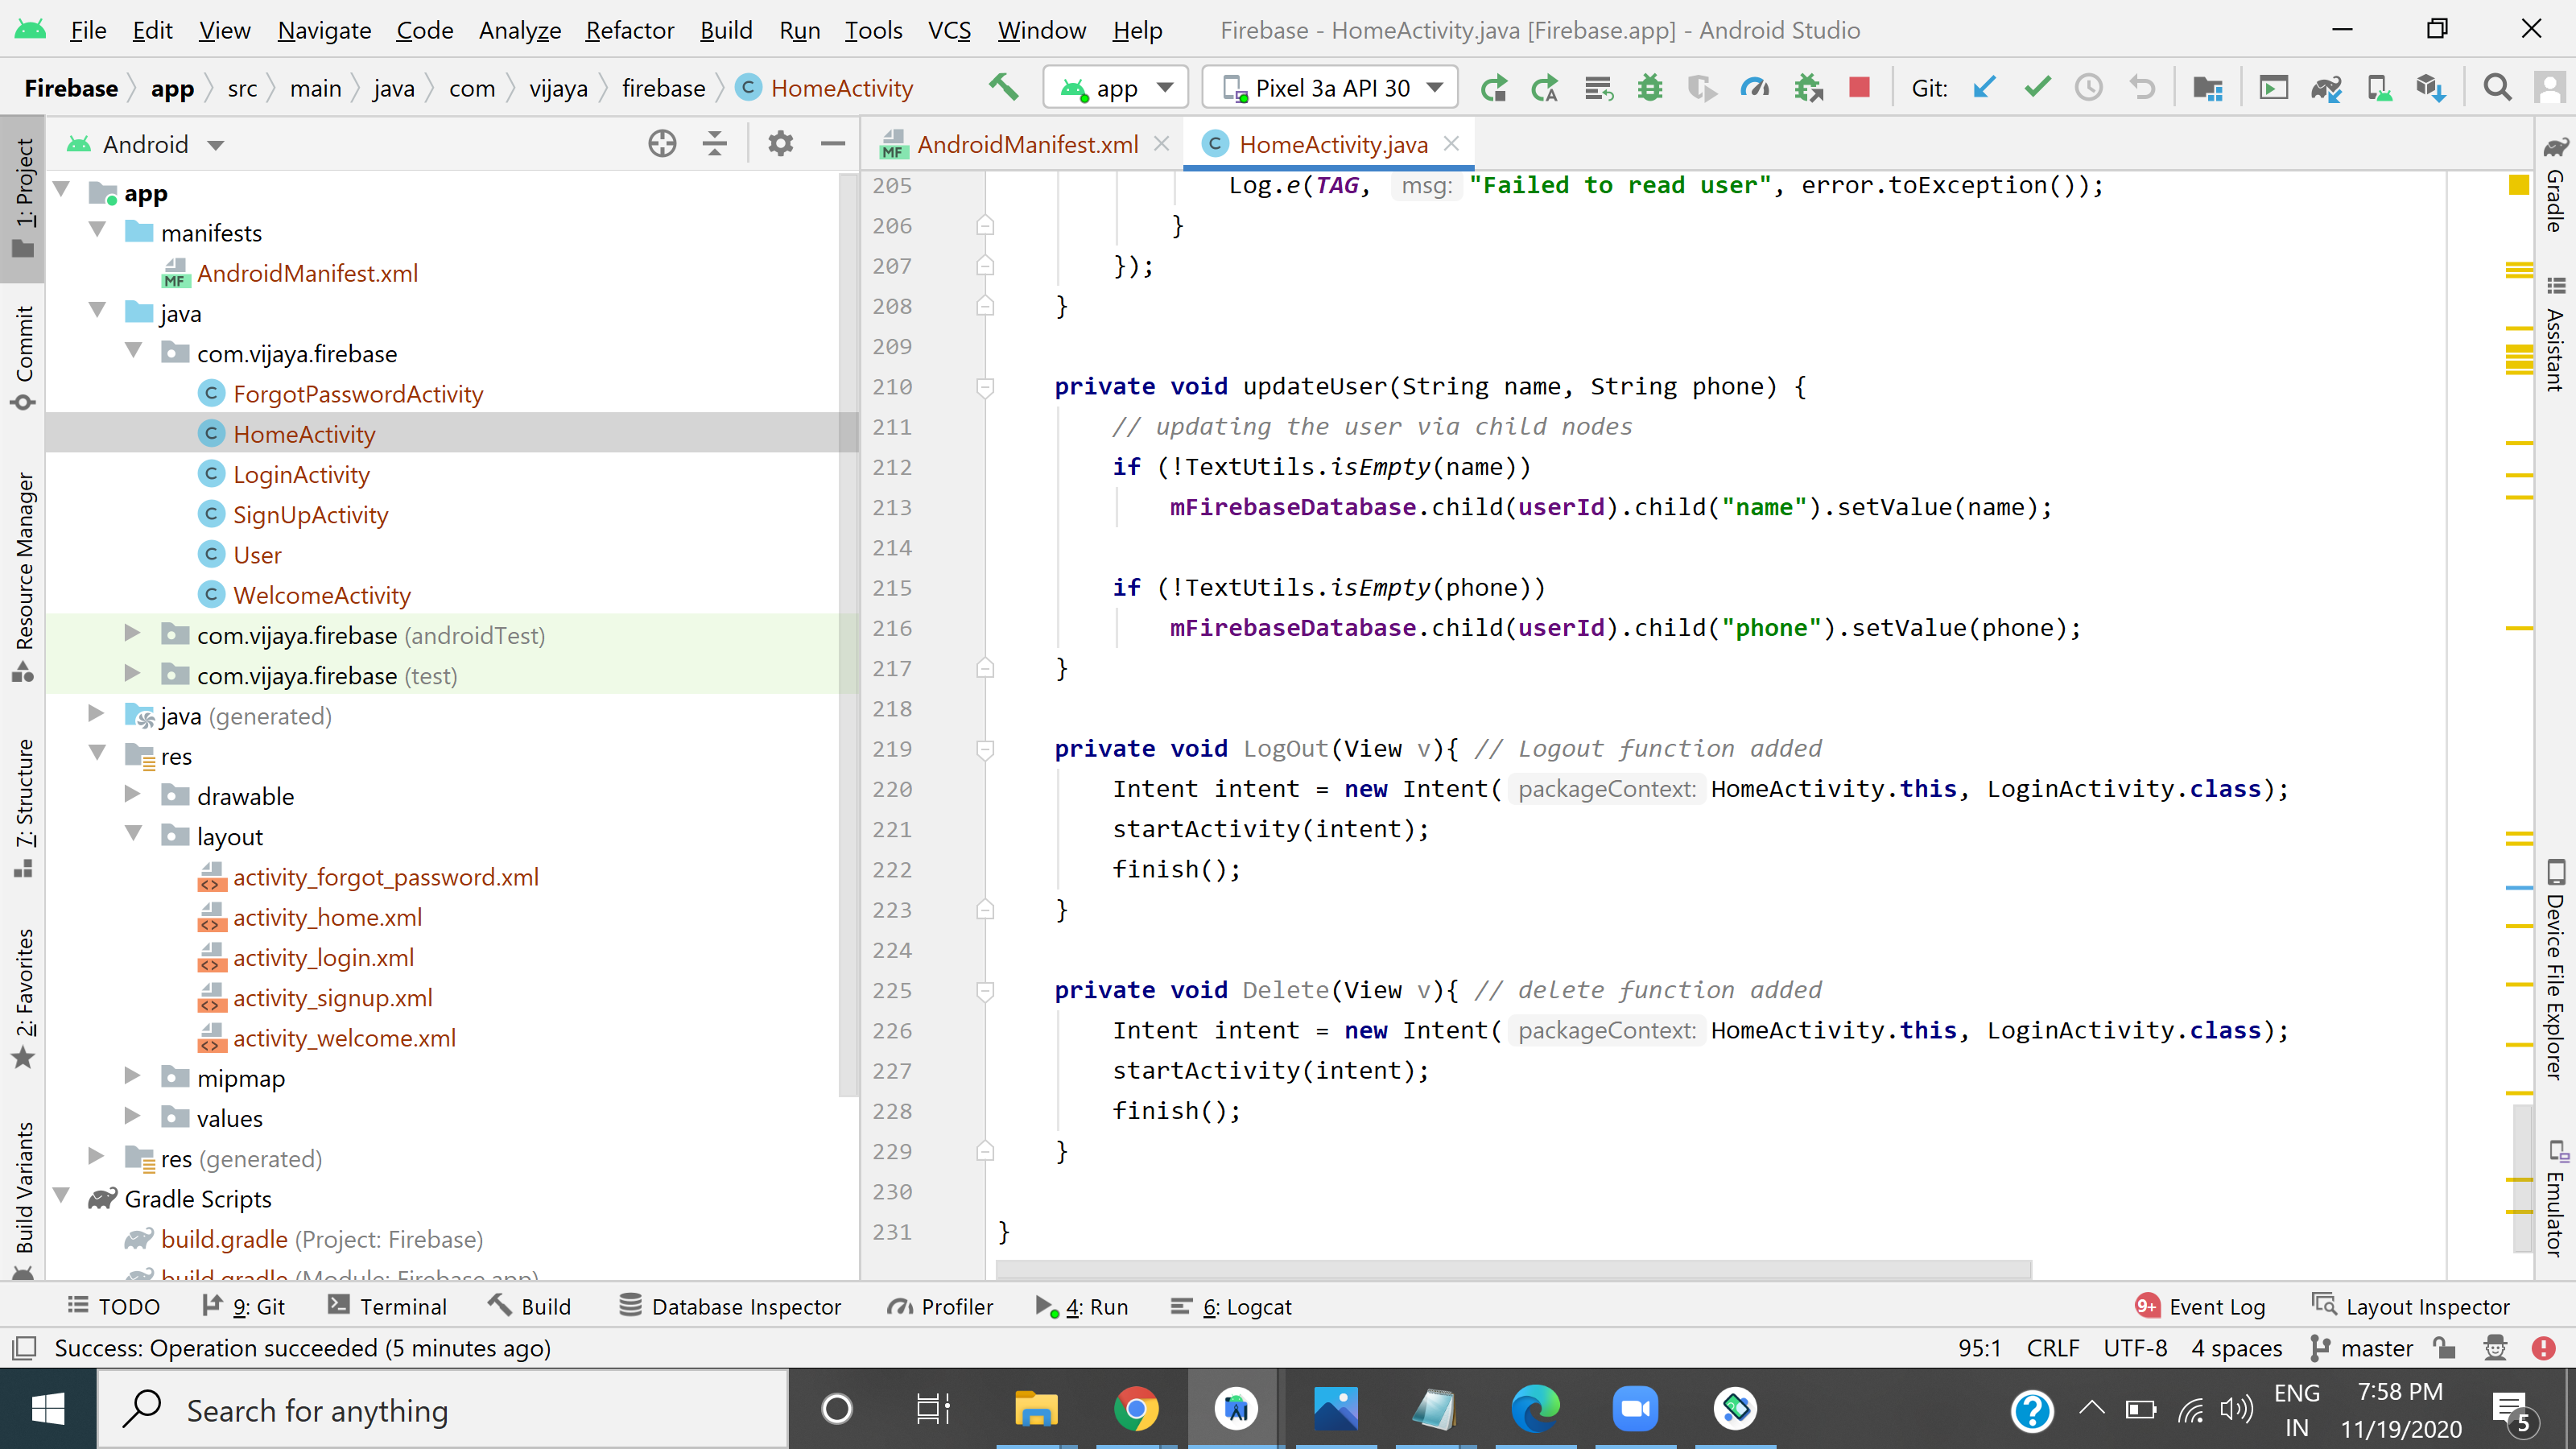 File Edit View Navigate Code Analyze Refactor Build Run Tools VCS Window Help Firebase - HomeActivity.java [Firebase.app] - Android Studio
Firebase app src main java com vijaya firebase C HomeActivity app Pixel 3a API 30 Git:
Android
AndroidManifest.xml HomeActivity.java
1: Project
Commit
Resource Manager
7: Structure
2: Favorites
Build Variants
app
manifests
MF AndroidManifest.xml
java
com.vijaya.firebase
C ForgotPasswordActivity
C HomeActivity
C LoginActivity
C SignUpActivity
C User
C WelcomeActivity
com.vijaya.firebase (androidTest)
com.vijaya.firebase (test)
java (generated)
res
drawable
layout
activity_forgot_password.xml
activity_home.xml
activity_login.xml
activity_signup.xml
activity_welcome.xml
mipmap
values
res (generated)
Gradle Scripts
build.gradle (Project: Firebase)
build.gradle (Module: Firebase.app)
205 Log.e(TAG, msg: "Failed to read user", error.toException());
206 }
207 });
208 }
209
210 private void updateUser(String name, String phone) {
211 // updating the user via child nodes
212 if (!TextUtils.isEmpty(name))
213 mFirebaseDatabase.child(userId).child("name").setValue(name);
214
215 if (!TextUtils.isEmpty(phone))
216 mFirebaseDatabase.child(userId).child("phone").setValue(phone);
217 }
218
219 private void LogOut(View v){ // Logout function added
220 Intent intent = new Intent( packageContext: HomeActivity.this, LoginActivity.class);
221 startActivity(intent);
222 finish();
223 }
224
225 private void Delete(View v){ // delete function added
226 Intent intent = new Intent( packageContext: HomeActivity.this, LoginActivity.class);
227 startActivity(intent);
228 finish();
229 }
230
231 }
Gradle
Assistant
Device File Explorer
Emulator
TODO 9: Git Terminal Build Database Inspector Profiler 4: Run 6: Logcat 9+ Event Log Layout Inspector
Success: Operation succeeded (5 minutes ago) 95:1 CRLF UTF-8 4 spaces master
Search for anything
ENG
IN
7:58 PM
11/19/2020
5